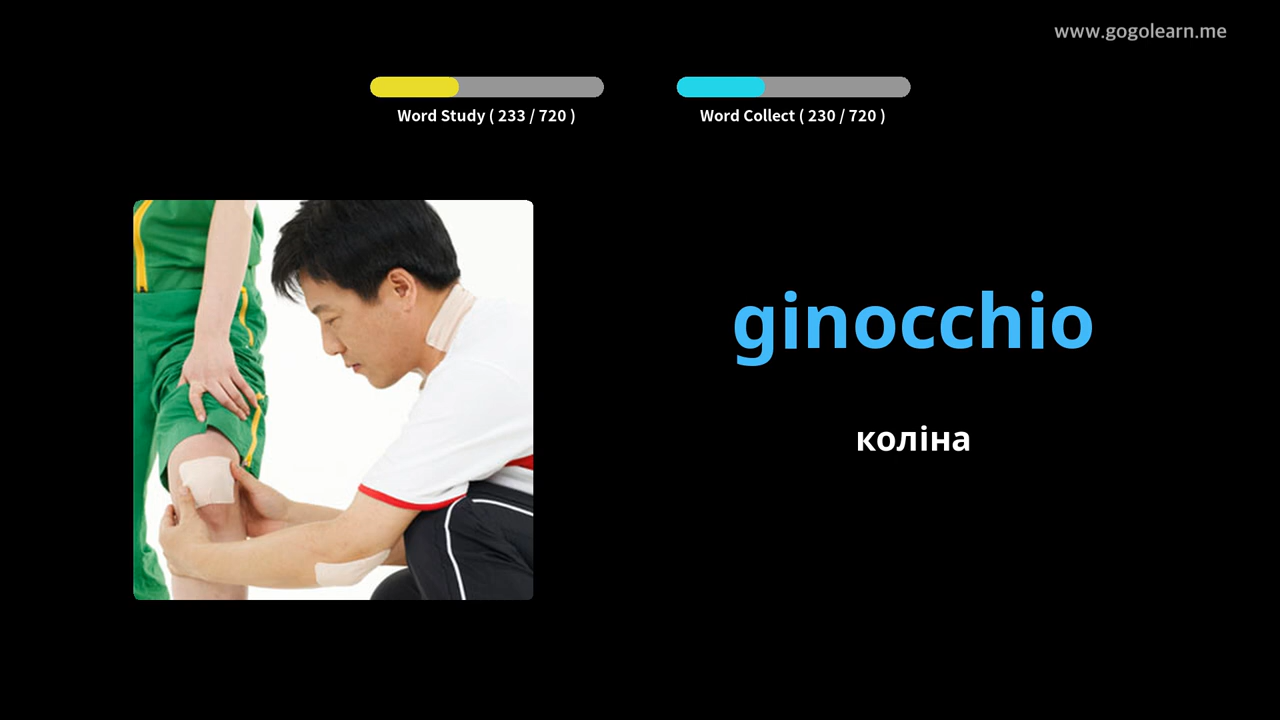 www.gogolearn.me
Word Study ( 233 / 720 )
Word Collect ( 230 / 720 )
ginocchio
коліна